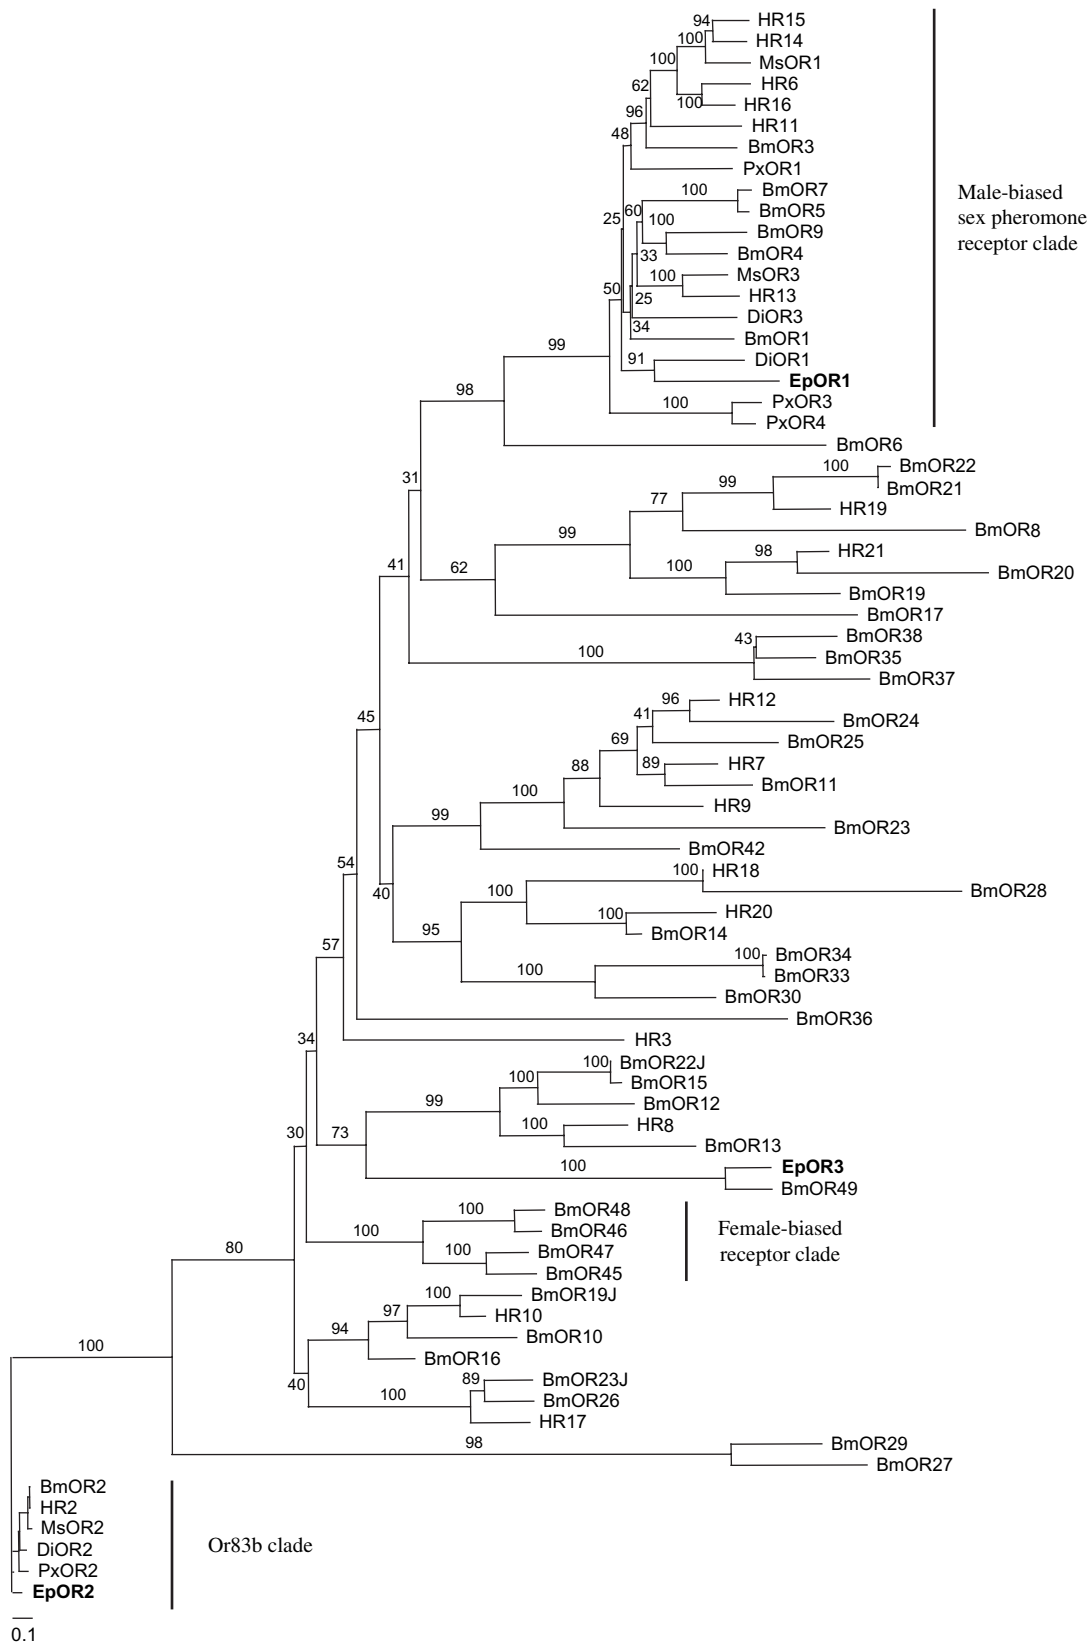 94
HR15
100
HR14
MsOR1
100
HR6
62
100
HR16
96
HR11
48
BmOR3
PxOR1
100
BmOR7
Male-biased
sex pheromone
receptor clade
25
60
BmOR5
100
BmOR9
33
BmOR4
100
MsOR3
50
25
HR13
DiOR3
34
BmOR1
99
91
DiOR1
EpOR1
98
100
PxOR3
PxOR4
BmOR6
31
100
BmOR22
99
BmOR21
77
HR19
99
BmOR8
98
HR21
41
62
100
BmOR20
BmOR19
BmOR17
43
BmOR38
100
BmOR35
BmOR37
96
HR12
45
41
BmOR24
69
BmOR25
88
89
HR7
100
BmOR11
99
HR9
BmOR23
BmOR42
54
100
HR18
40
100
BmOR28
100
HR20
95
BmOR14
57
100
BmOR34
100
BmOR33
BmOR30
BmOR36
34
HR3
100
BmOR22J
100
BmOR15
99
BmOR12
30
73
100
HR8
BmOR13
100
EpOR3
BmOR49
100
BmOR48
Female-biased
receptor clade
BmOR46
100
100
BmOR47
80
BmOR45
100
BmOR19J
97
HR10
94
BmOR10
100
BmOR16
40
89
BmOR23J
100
BmOR26
HR17
98
BmOR29
BmOR27
BmOR2
HR2
MsOR2
DiOR2
Or83b clade
PxOR2
EpOR2
0.1